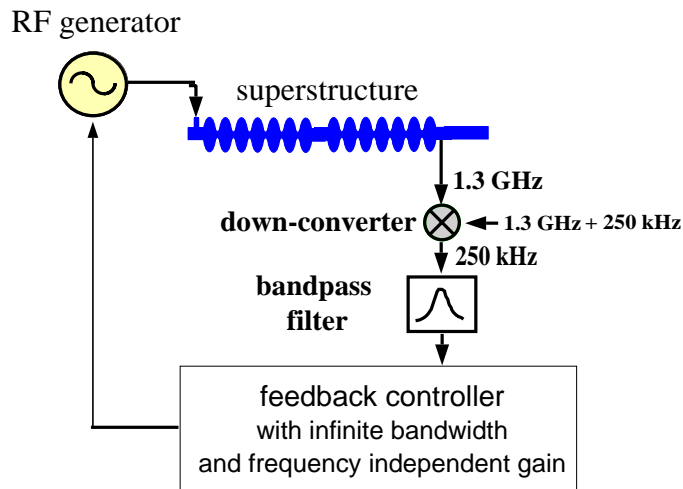 RF generator
superstructure
1.3 GHz
down-converter
1.3 GHz + 250 kHz
250 kHz
bandpass
filter
feedback controller
with infinite bandwidth
and frequency independent gain